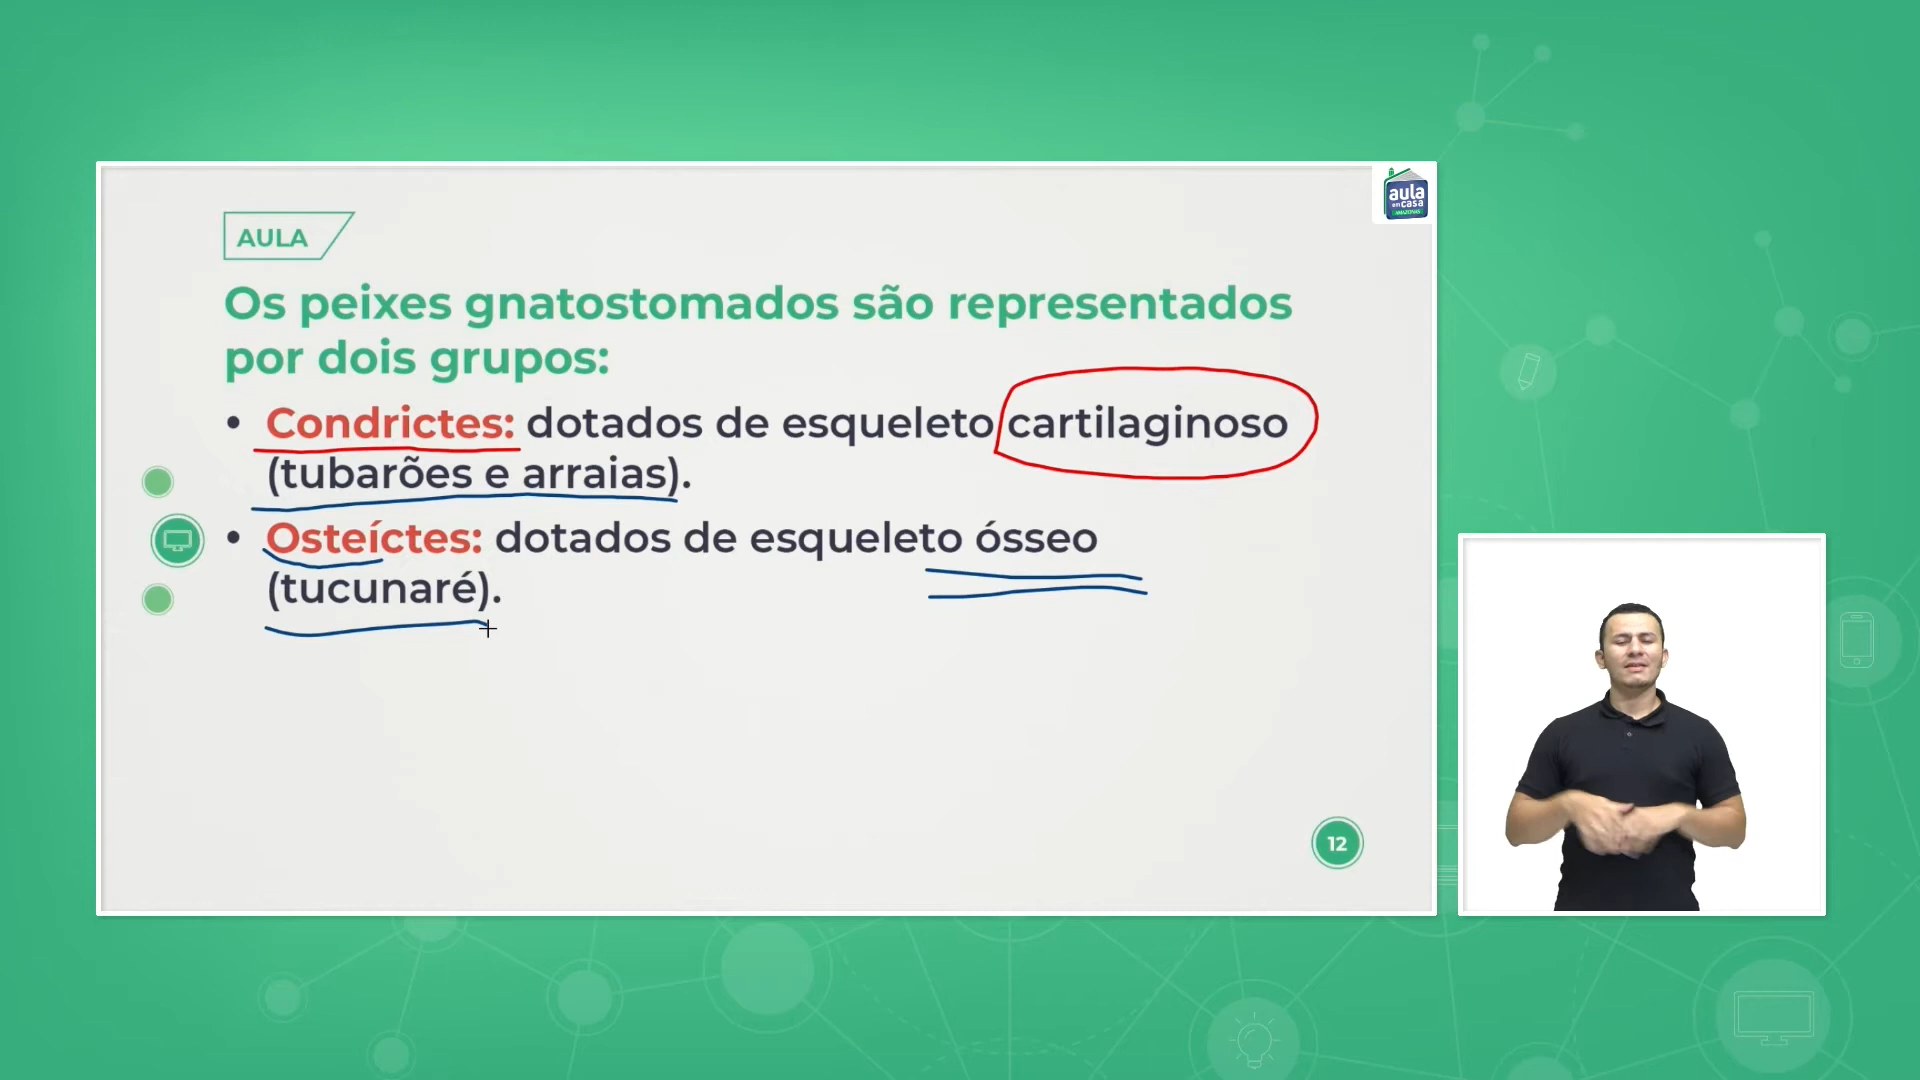 aula
em casa
AMAZONAS
AULA
Os peixes gnatostomados são representados
por dois grupos:
• Condrictes: dotados de esqueleto cartilaginoso
(tubarões e arraias).
• Osteíctes: dotados de esqueleto ósseo
(tucunaré).
12